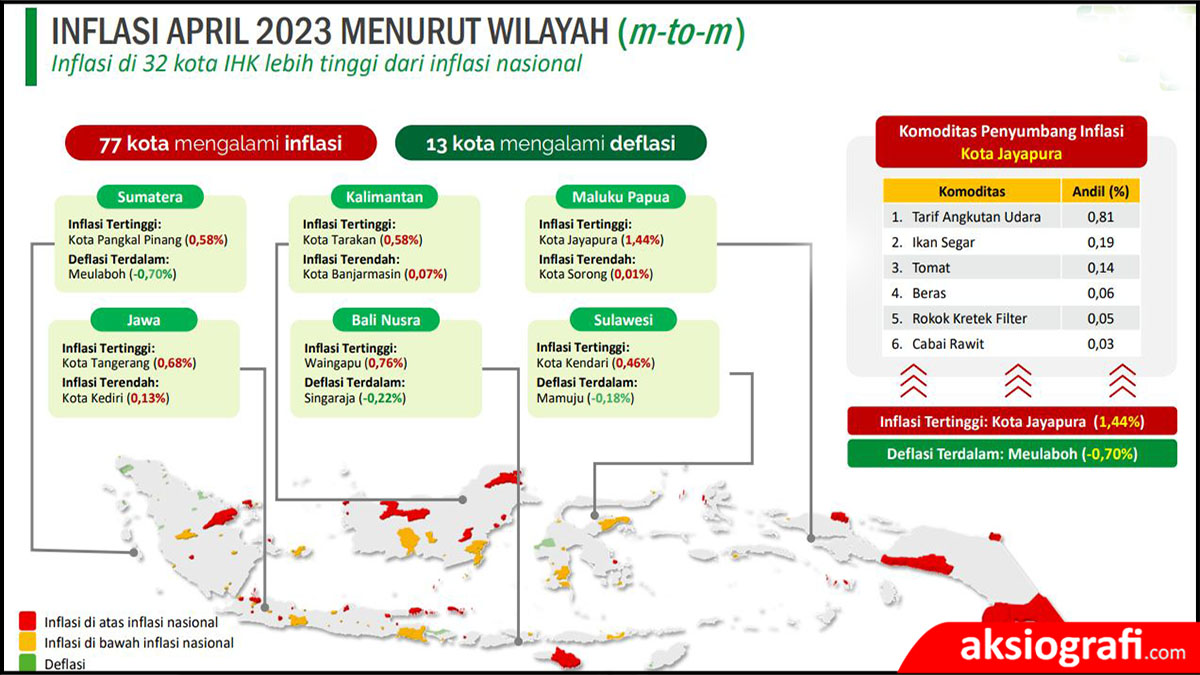 INFLASI APRIL 2023 MENURUT WILAYAH (m-to-m)
Inflasi di 32 kota IHK lebih tinggi dari inflasi nasional
77 kota mengalami inflasi
13 kota mengalami deflasi
Sumatera
Inflasi Tertinggi:
Kota Pangkal Pinang (0,58%)
Deflasi Terdalam:
Meulaboh (-0,70%)
Kalimantan
Inflasi Tertinggi:
Kota Tarakan (0,58%)
Inflasi Terendah:
Kota Banjarmasin (0,07%)
Maluku Papua
Inflasi Tertinggi:
Kota Jayapura (1,44%)
Inflasi Terendah:
Kota Sorong (0,01%)
Jawa
Inflasi Tertinggi:
Kota Tangerang (0,68%)
Inflasi Terendah:
Kota Kediri (0,13%)
Bali Nusra
Inflasi Tertinggi:
Waingapu (0,76%)
Deflasi Terdalam:
Singaraja (-0,22%)
Sulawesi
Inflasi Tertinggi:
Kota Kendari (0,46%)
Deflasi Terdalam:
Mamuju (-0,18%)
Komoditas Penyumbang Inflasi
Kota Jayapura
Komoditas Andil (%)
1. Tarif Angkutan Udara 0,81
2. Ikan Segar 0,19
3. Tomat 0,14
4. Beras 0,06
5. Rokok Kretek Filter 0,05
6. Cabai Rawit 0,03
Inflasi Tertinggi: Kota Jayapura (1,44%)
Deflasi Terdalam: Meulaboh (-0,70%)
Inflasi di atas inflasi nasional
Inflasi di bawah inflasi nasional
Deflasi
aksiografi.com